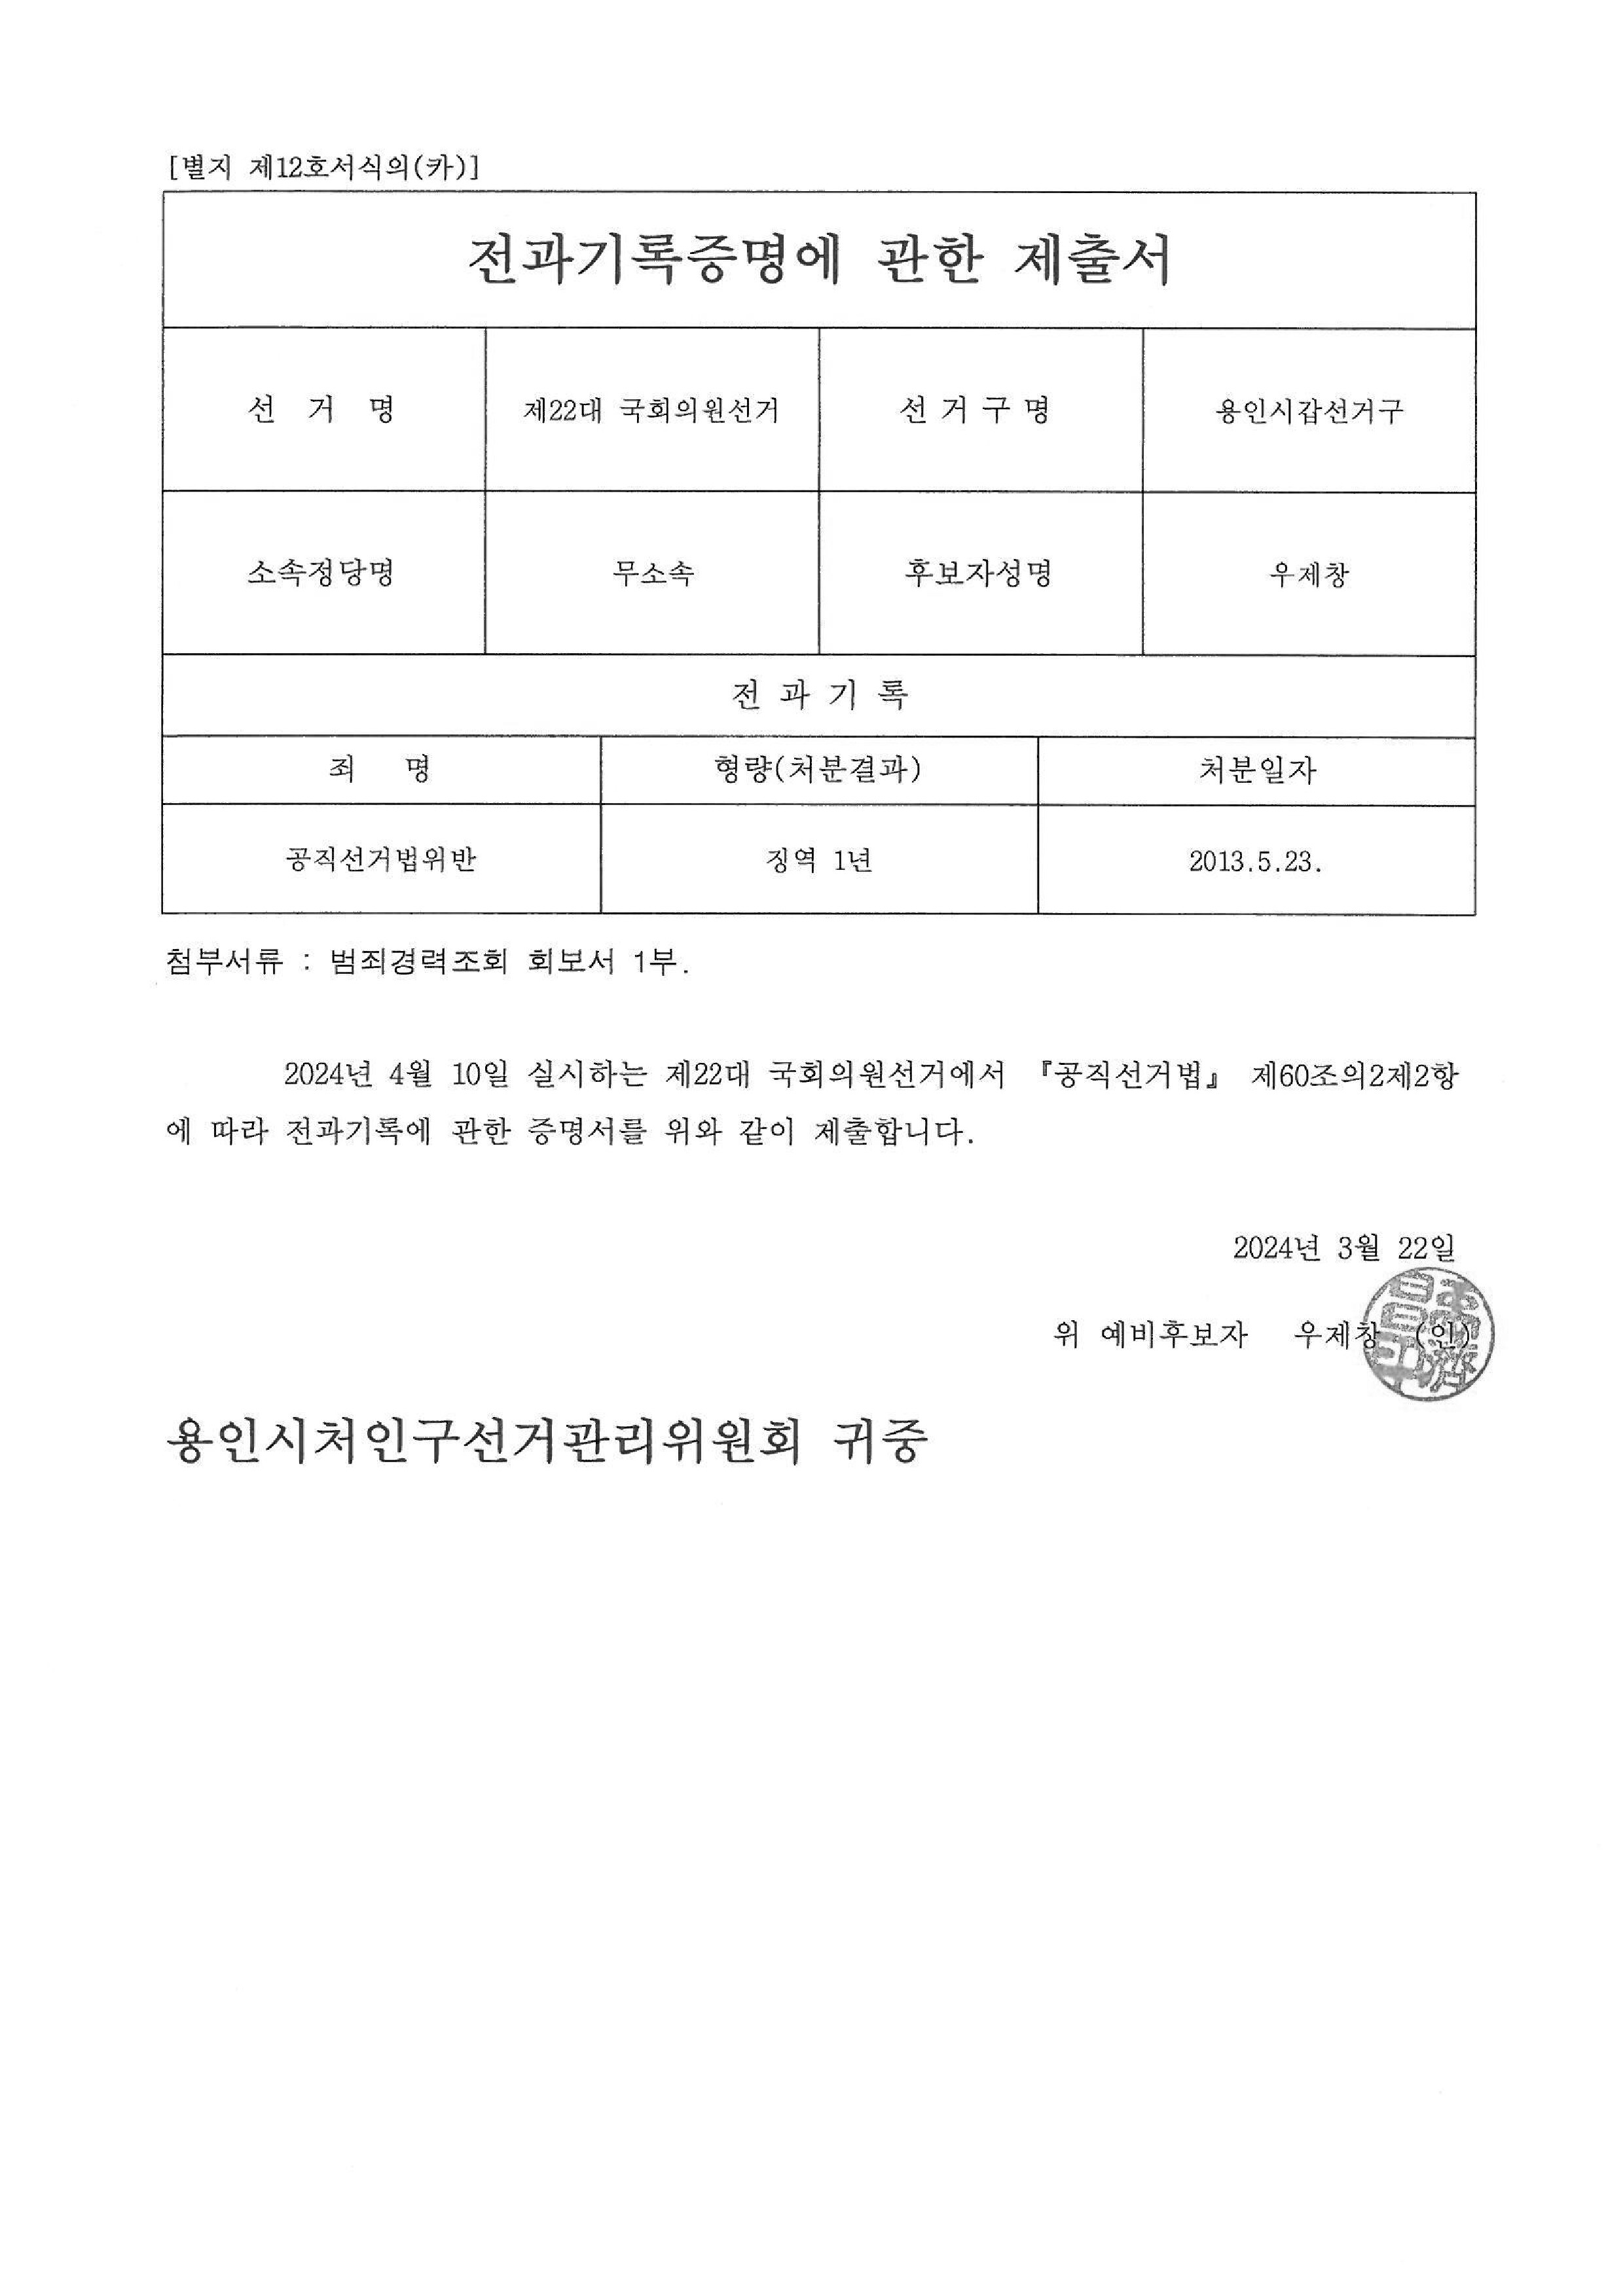 [별지 제12호서식의(카)]
전과기록증명에 관한 제출서
선 거 명 제22대 국회의원선거 선 거 구 명 용인시갑선거구
소속정당명 무소속 후보자성명 우제창
전 과 기 록
죄 명 형량(처분결과) 처분일자
공직선거법위반 징역 1년 2013.5.23.
첨부서류 : 범죄경력조회 회보서 1부.
2024년 4월 10일 실시하는 제22대 국회의원선거에서 『공직선거법』 제60조의2제2항
에 따라 전과기록에 관한 증명서를 위와 같이 제출합니다.
2024년 3월 22일
위 예비후보자 우제창 (인)
용인시처인구선거관리위원회 귀중